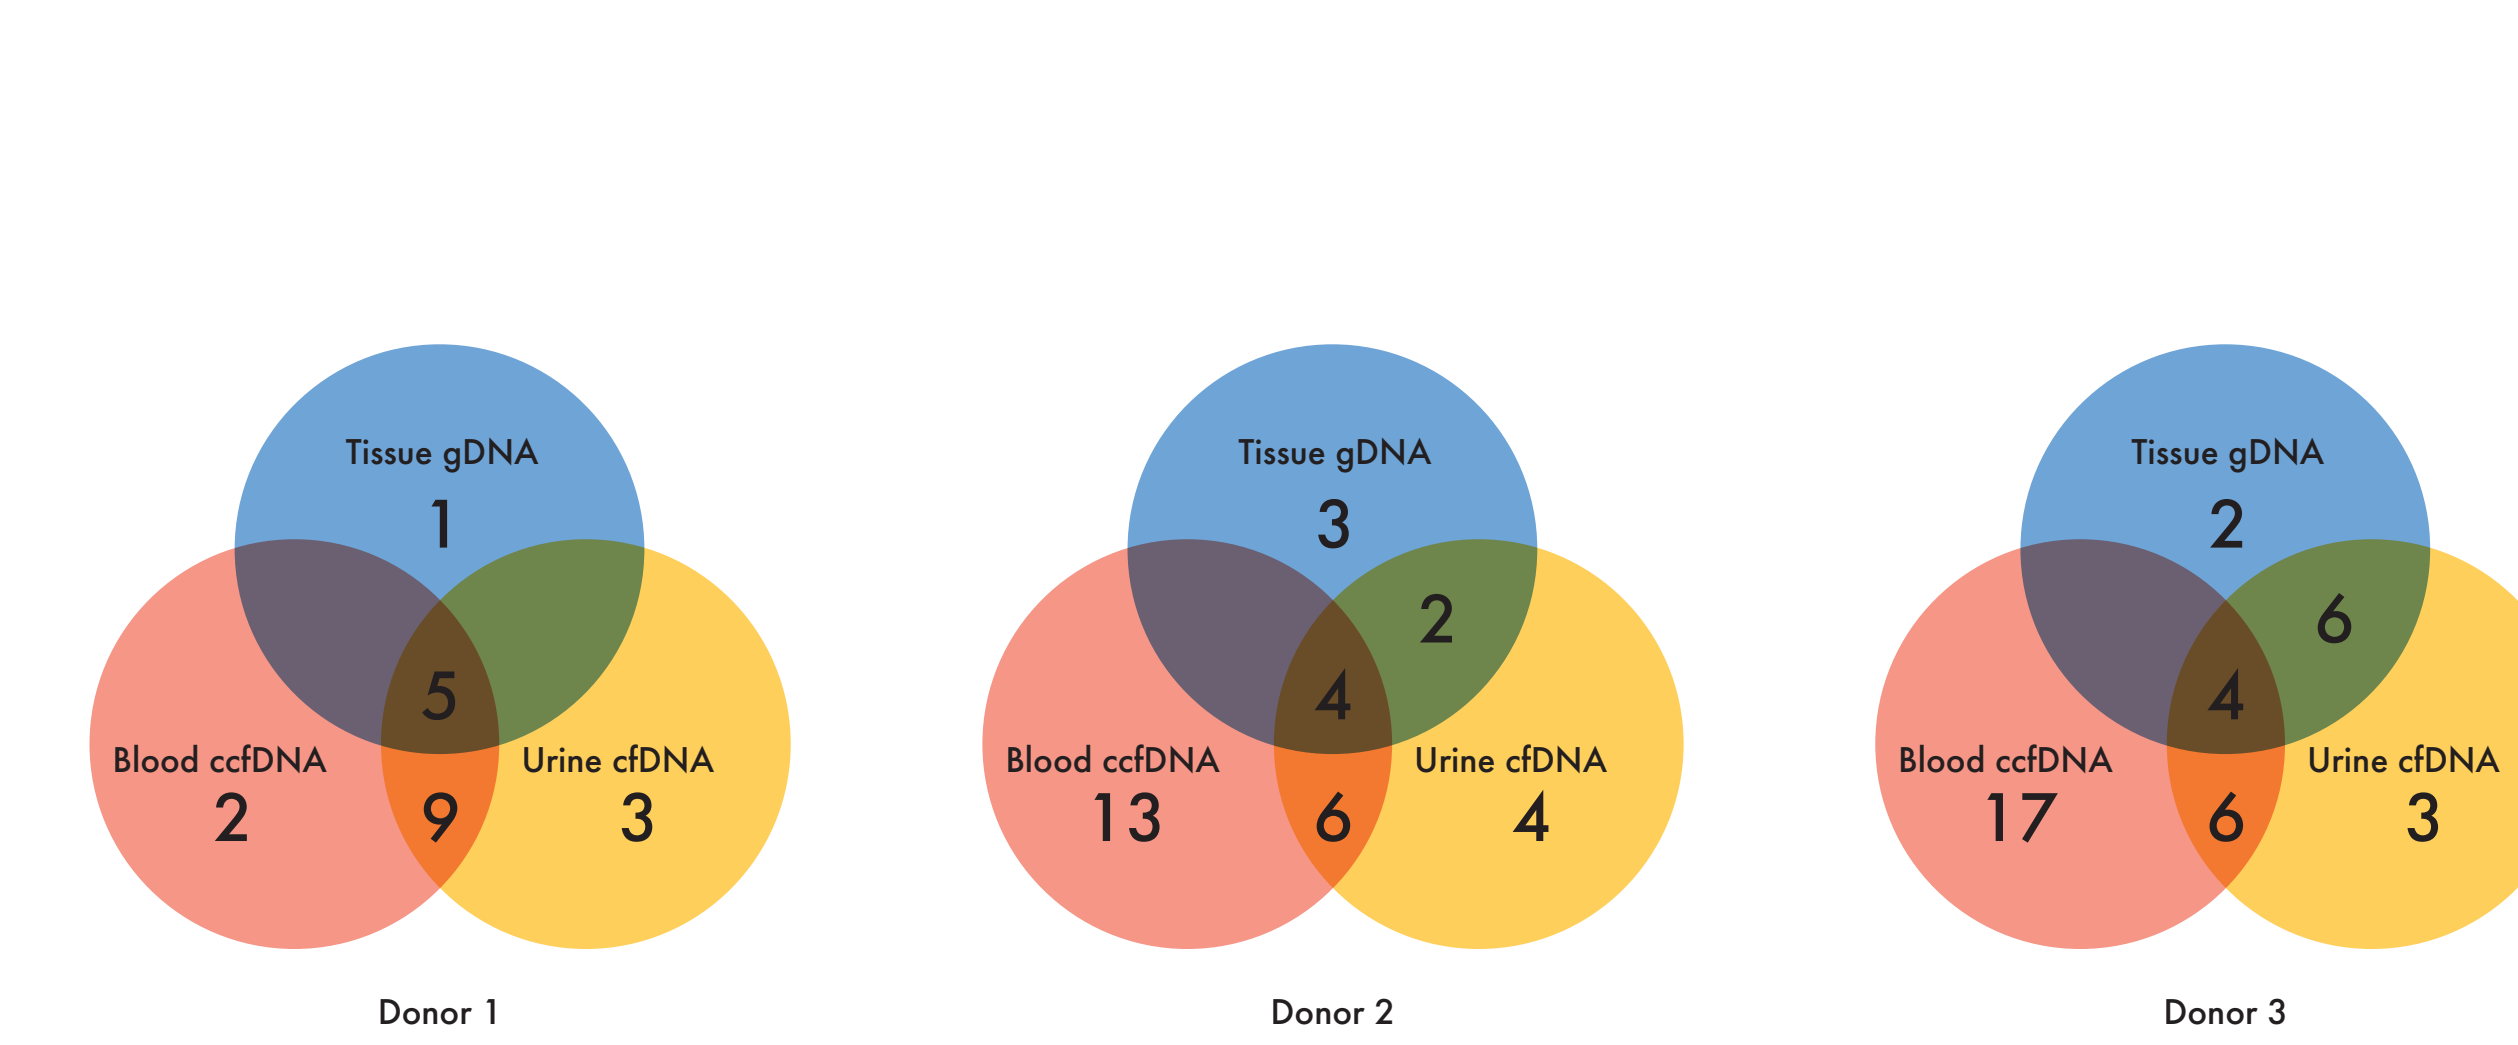 Tissue gDNA
1
5
Blood ccfDNA
2
9
Urine cfDNA
3
Donor 1
Tissue gDNA
3
2
4
Blood ccfDNA
13
6
Urine cfDNA
4
Donor 2
Tissue gDNA
2
6
4
Blood ccfDNA
17
6
Urine cfDNA
3
Donor 3